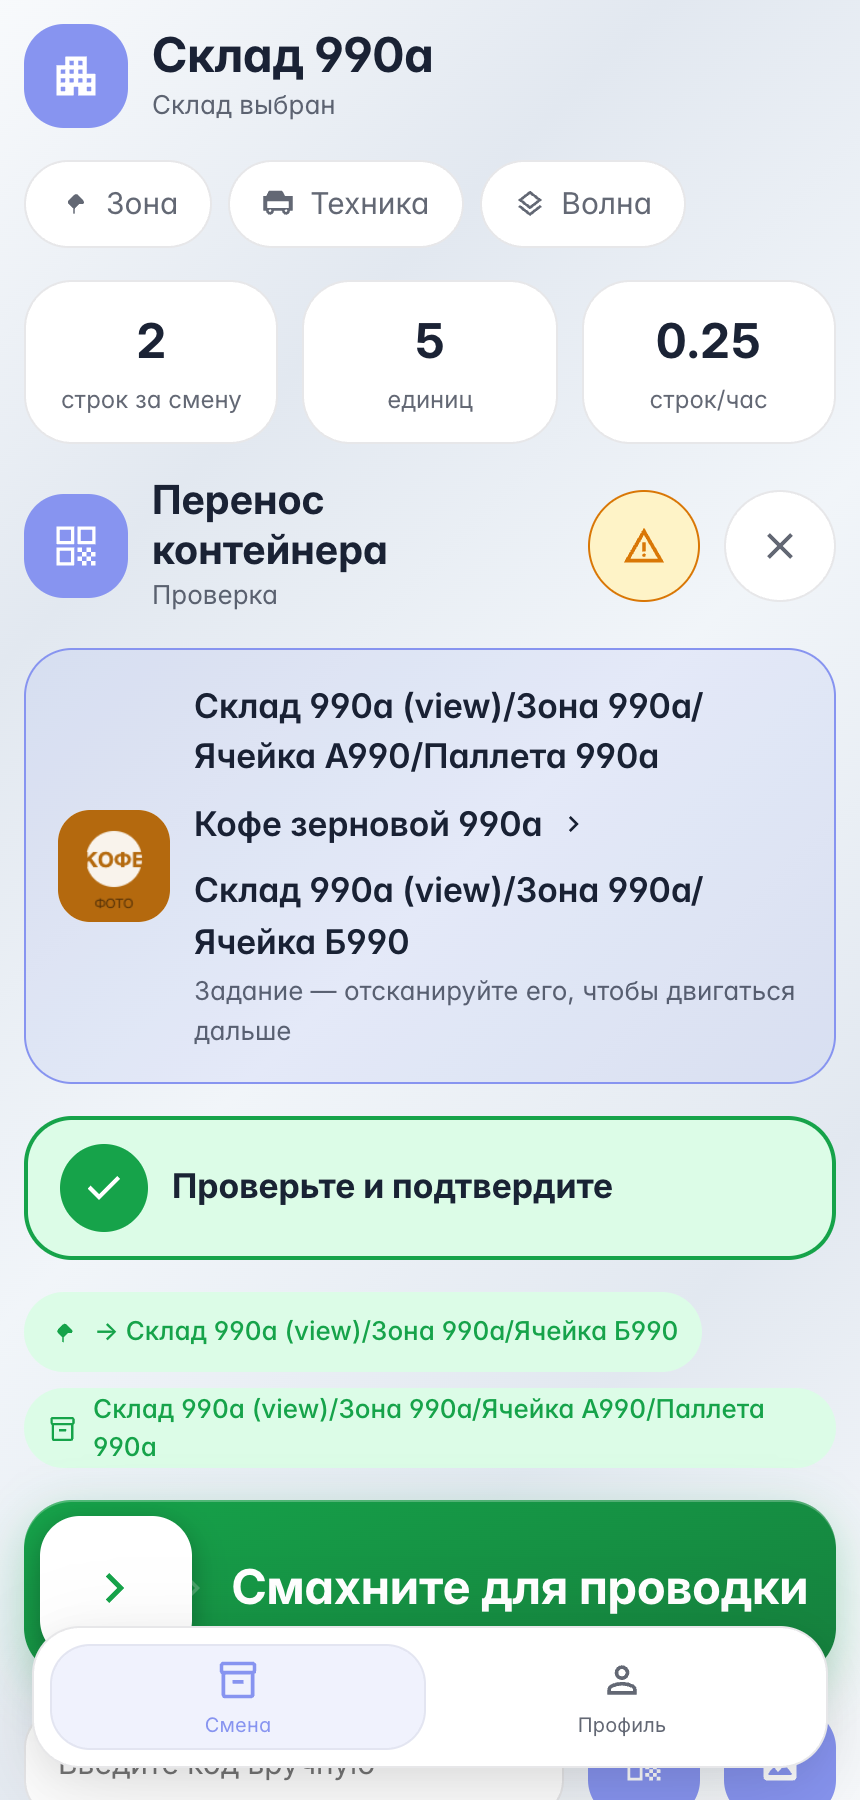 Склад 990а
Склад выбран
Зона
Техника
Волна
2
строк за смену
5
единиц
0.25
строк/час
Перенос
контейнера
Проверка
Склад 990а (view)/Зона 990а/
Ячейка А990/Паллета 990а
КОФЕ
ФОТО
Кофе зерновой 990а
Склад 990а (view)/Зона 990а/
Ячейка Б990
Задание — отсканируйте его, чтобы двигаться
дальше
Проверьте и подтвердите
→ Склад 990а (view)/Зона 990а/Ячейка Б990
Склад 990а (view)/Зона 990а/Ячейка А990/Паллета
990а
Смахните для проводки
Смена
Профиль
Введите код вручную